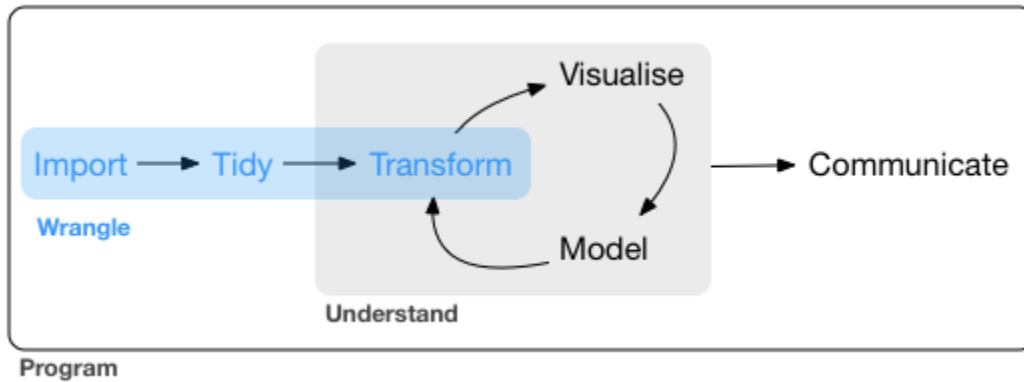 Visualise
Import
Tidy
Transform
Communicate
Wrangle
Model
Understand
Program